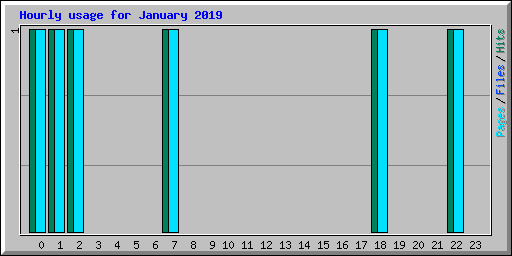 Hourly usage for January 2019
1
Pages/Files/Hits
0 1 2 3 4 5 6 7 8 9 10 11 12 13 14 15 16 17 18 19 20 21 22 23